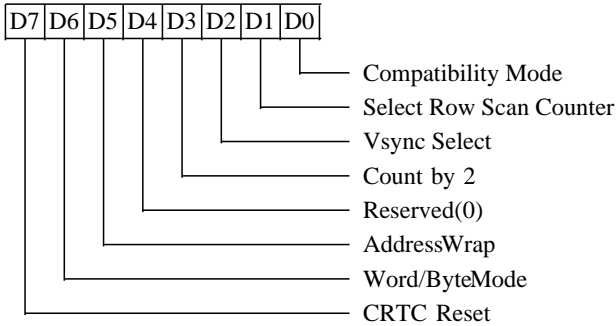 D7 D6 D5 D4 D3 D2 D1 D0
Compatibility Mode
Select Row Scan Counter
Vsync Select
Count by 2
Reserved(0)
AddressWrap
Word/ByteMode
CRTC Reset